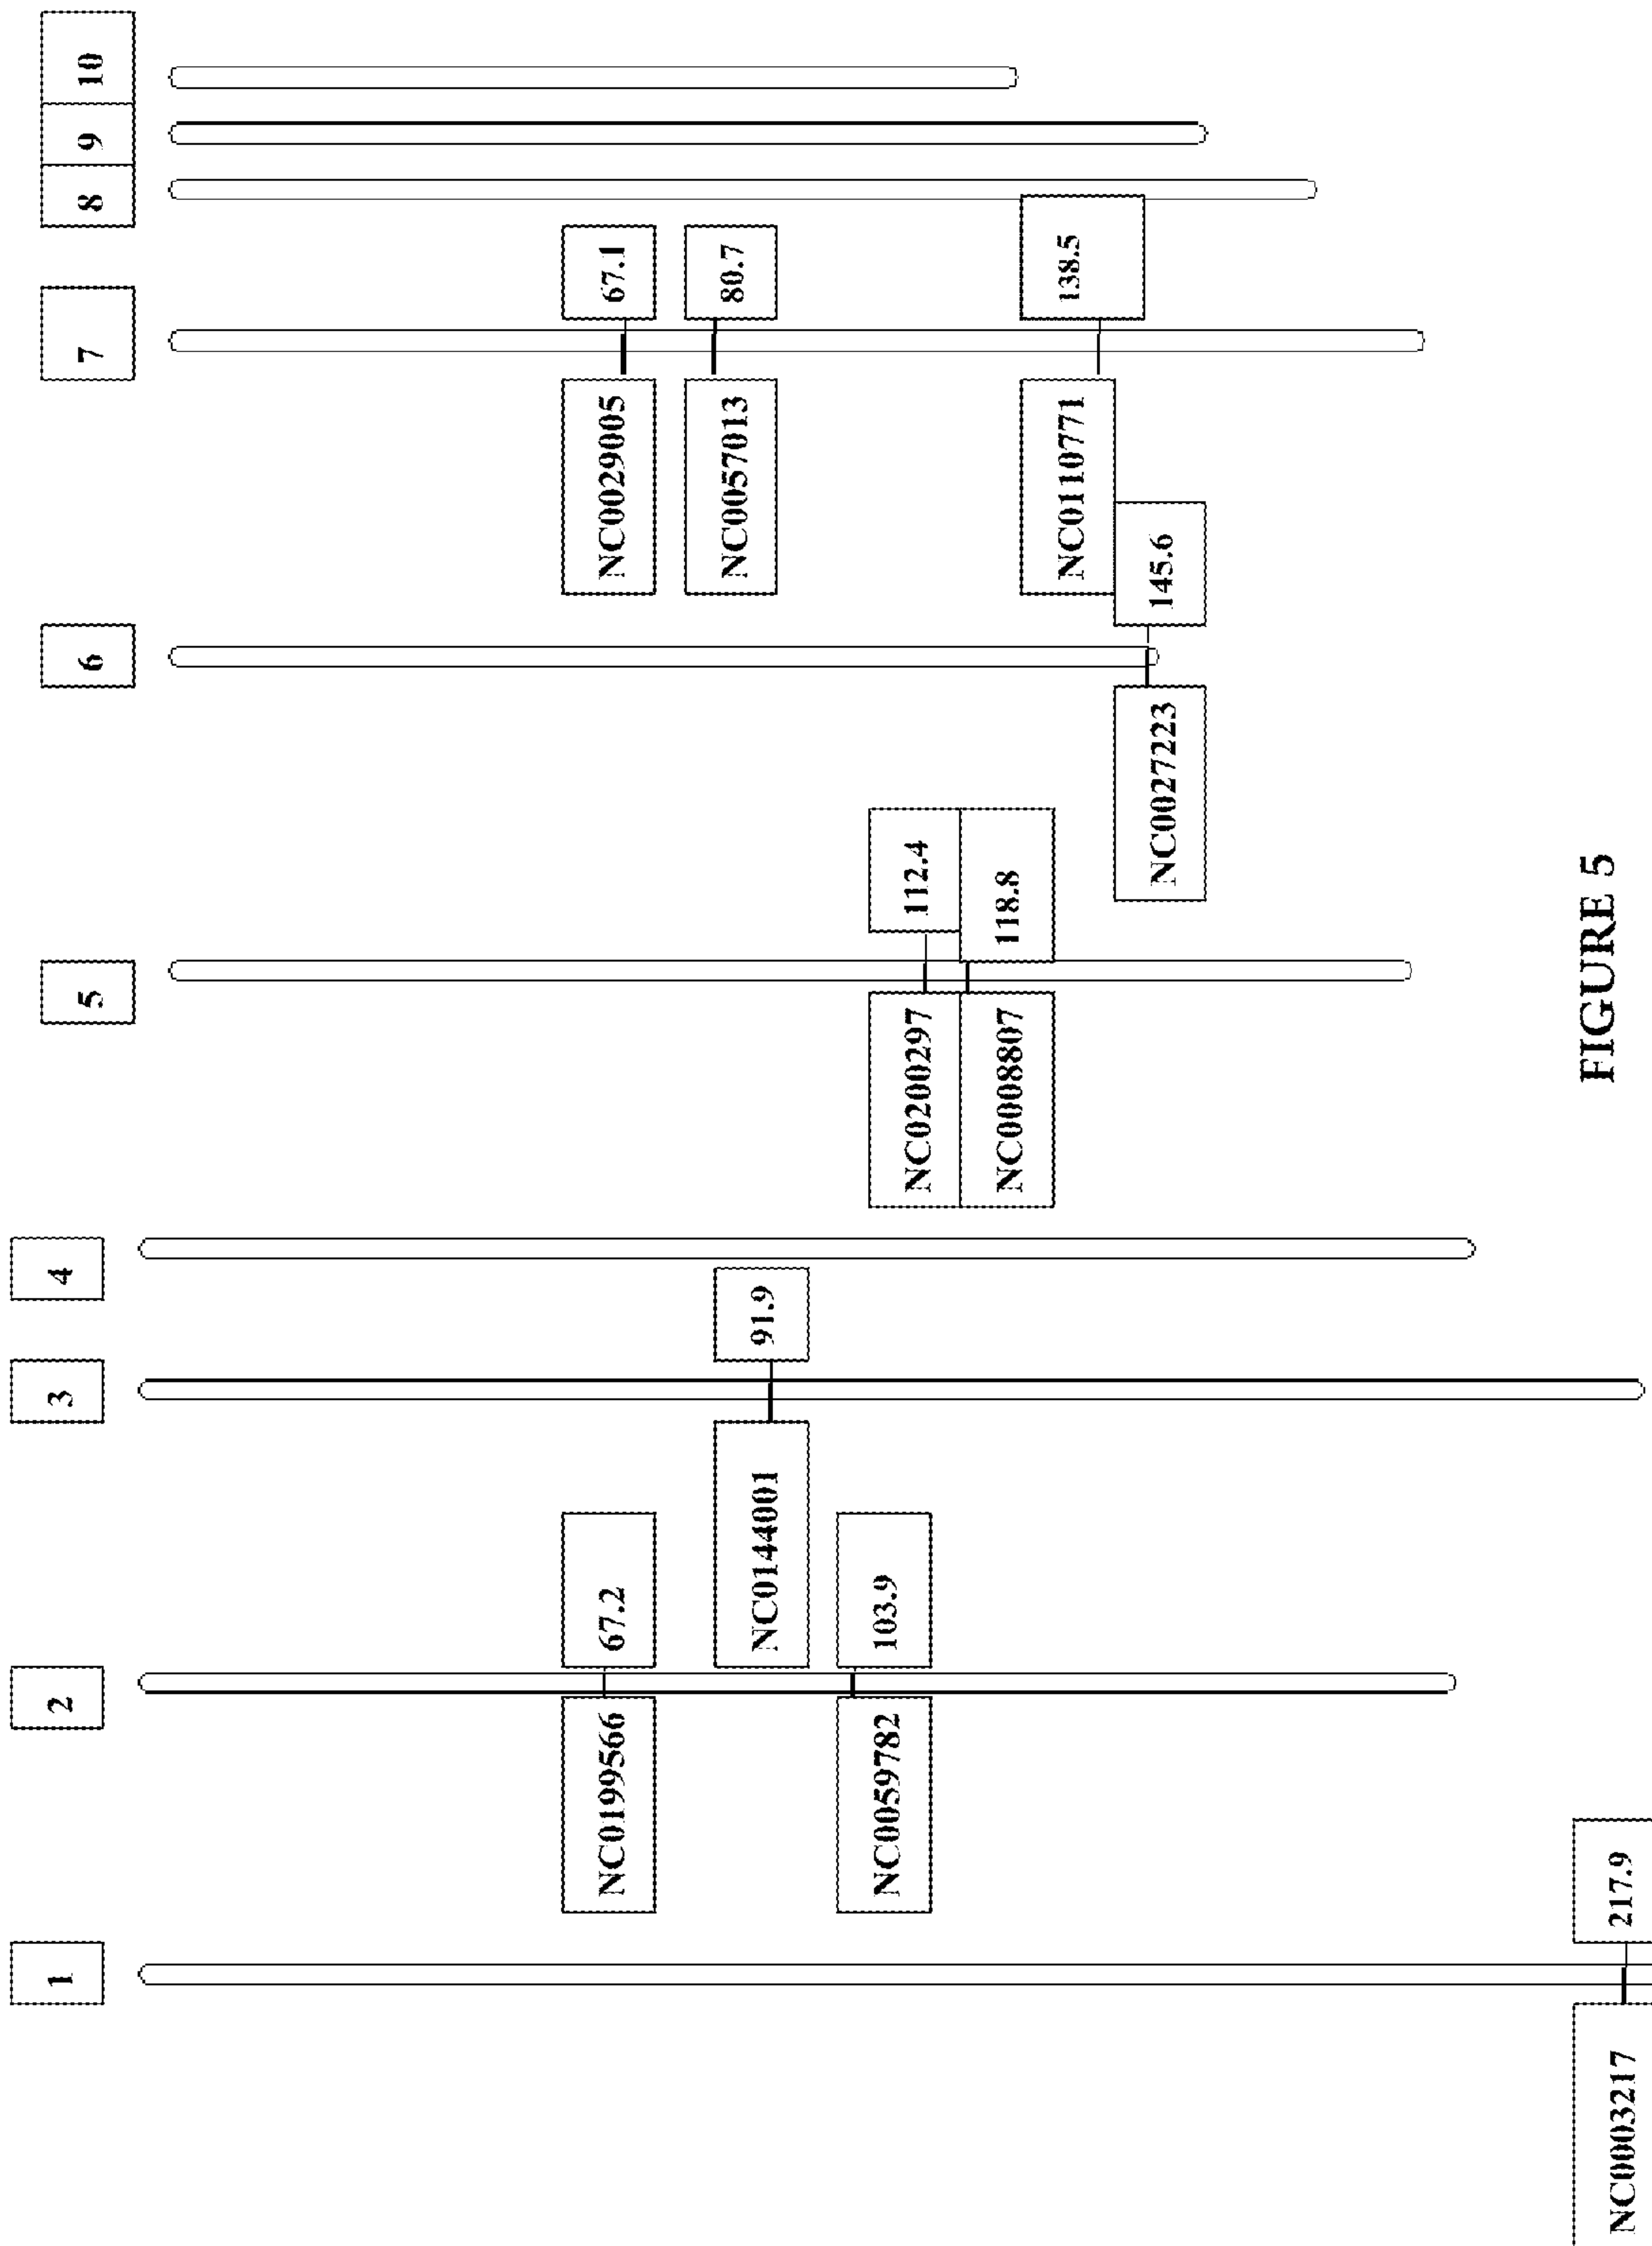 1
2
3
4
5
6
7
8
9
10
NC0003217
217.9
NC0199566
67.2
NC0059782
103.9
NC0144001
91.9
NC0200297
112.4
NC0008807
118.8
NC0027223
145.6
NC0029005
67.1
NC0057013
80.7
NC0110771
138.5
FIGURE 5